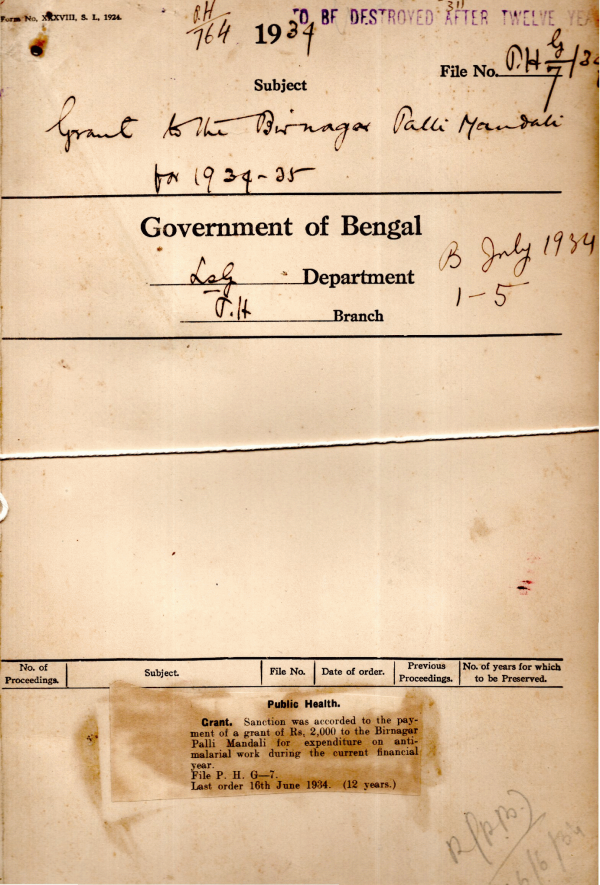 Form No. XXXVIII, S. I., 1924.
P.H
764
TO BE DESTROYED AFTER TWELVE YEA
1934
File No. P.H G/7/34
Subject
Grant to the Birnagar Palli Mandali
for 1934-35
Government of Bengal
LSG Department
P.H Branch
B July 1934
1-5
No. of Proceedings. Subject. File No. Date of order. Previous Proceedings. No. of years for which to be Preserved.
Public Health.
Grant. Sanction was accorded to the pay-
ment of a grant of Rs. 2,000 to the Birnagar
Palli Mandali for expenditure on anti-
malarial work during the current financial
year.
File P. H. G—7.
Last order 16th June 1934. (12 years.)